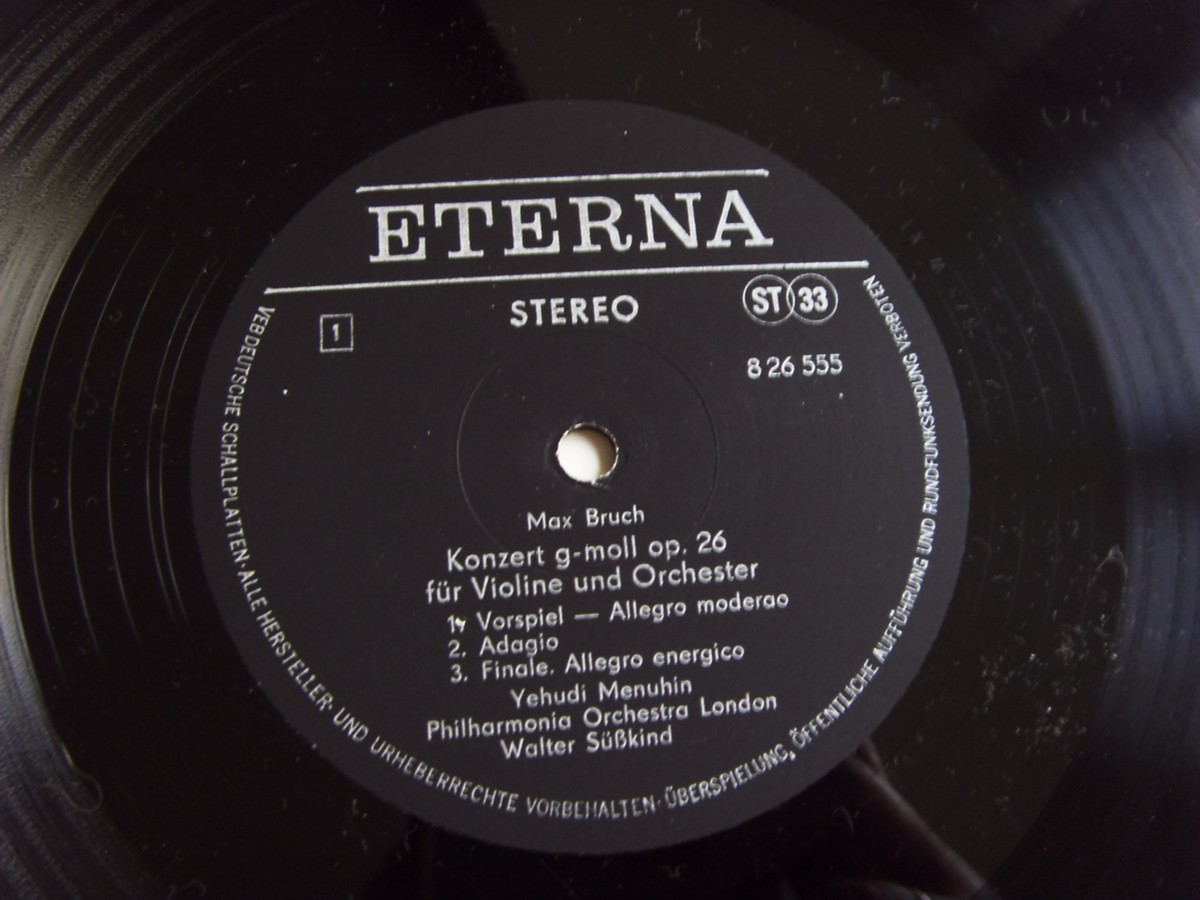 ETERNA
STEREO
ST 33
1
8 26 555
Max Bruch
Konzert g-moll op. 26
für Violine und Orchester
1. Vorspiel — Allegro moderao
2. Adagio
3. Finale. Allegro energico
Yehudi Menuhin
Philharmonia Orchestra London
Walter Süßkind
VEB DEUTSCHE SCHALLPLATTEN · ALLE HERSTELLER- UND URHEBERRECHTE VORBEHALTEN · ÜBERSPIELUNG, ÖFFENTLICHE AUFFÜHRUNG UND RUNDFUNKSENDUNG VERBOTEN